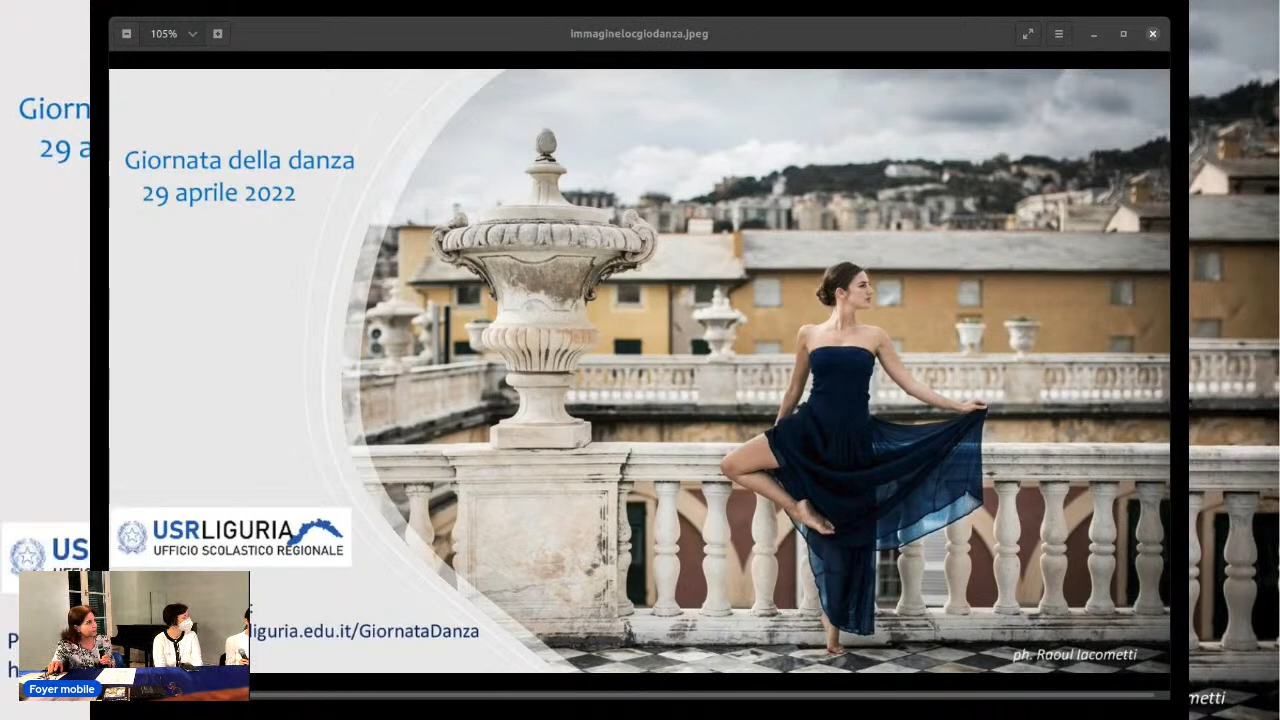 105%
immaginelocgiodanza.jpeg
Giorn
29 a
Giornata della danza
29 aprile 2022
US
USRLIGURIA
UFFICIO SCOLASTICO REGIONALE
liguria.edu.it/GiornataDanza
P
h
Foyer mobile
ph. Raoul Iacometti
metti